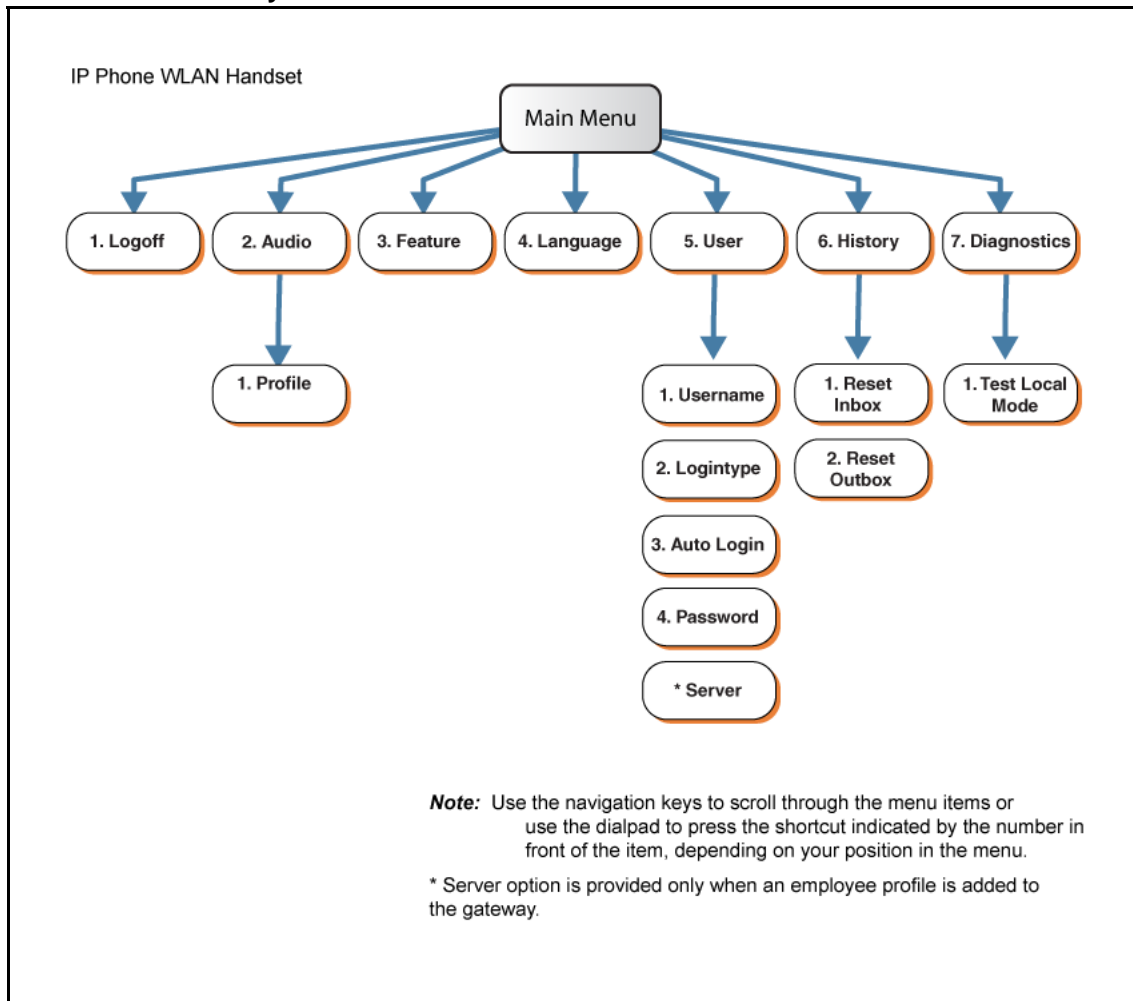 IP Phone WLAN Handset
Main Menu
1. Logoff
2. Audio
3. Feature
4. Language
5. User
6. History
7. Diagnostics
1. Profile
1. Username
2. Logintype
3. Auto Login
4. Password
* Server
1. Reset
Inbox
2. Reset
Outbox
1. Test Local
Mode
Note: Use the navigation keys to scroll through the menu items or
use the dialpad to press the shortcut indicated by the number in
front of the item, depending on your position in the menu.
* Server option is provided only when an employee profile is added to
the gateway.